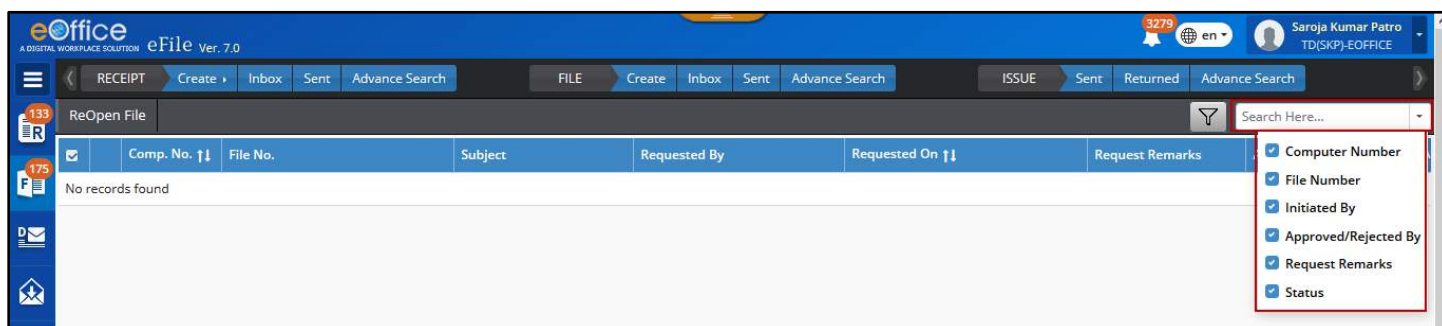 eOffice
A DIGITAL WORKPLACE SOLUTION eFile Ver. 7.0
3279
en
Saroja Kumar Patro
TD(SKP)-EOFFICE
RECEIPT Create Inbox Sent Advance Search FILE Create Inbox Sent Advance Search ISSUE Sent Returned Advance Search
133
R
ReOpen File
Search Here...
Comp. No. File No. Subject Requested By Requested On Request Remarks
175
F
No records found
D
Computer Number
File Number
Initiated By
Approved/Rejected By
Request Remarks
Status